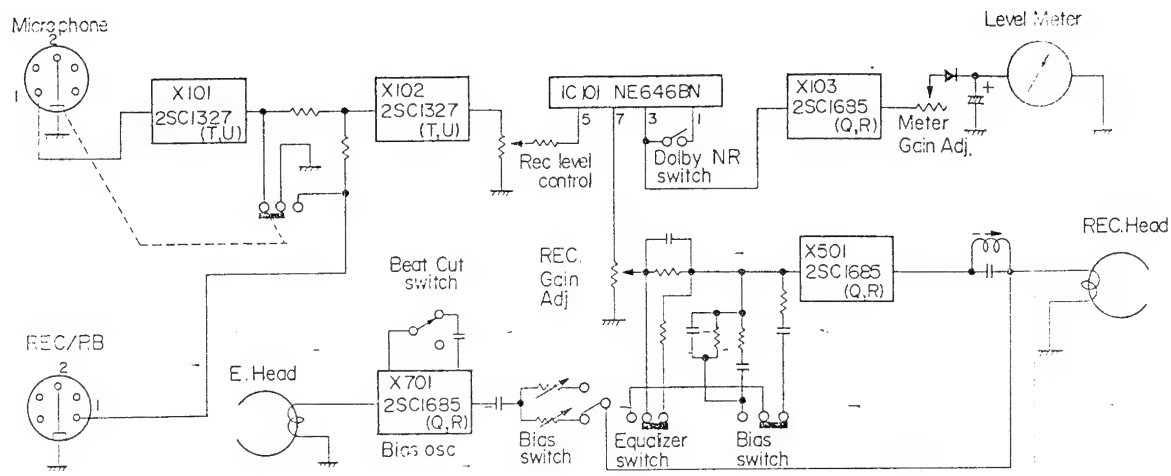 Microphone
2
1
X101
2SC1327
(T,U)
X102
2SC1327
(T,U)
Rec level
control
IC101 NE646BN
5 7 3 1
Dolby NR
switch
X103
2SC1685
(Q,R)
Meter
Gain Adj.
+
Level Meter
REC.
Gain
Adj
X501
2SC1685
(Q,R)
REC.Head
Beat Cut
switch
REC/P.B
2
1
E. Head
X701
2SC1685
(Q,R)
Bias osc
Bias
switch
Equalizer
switch
Bias
switch